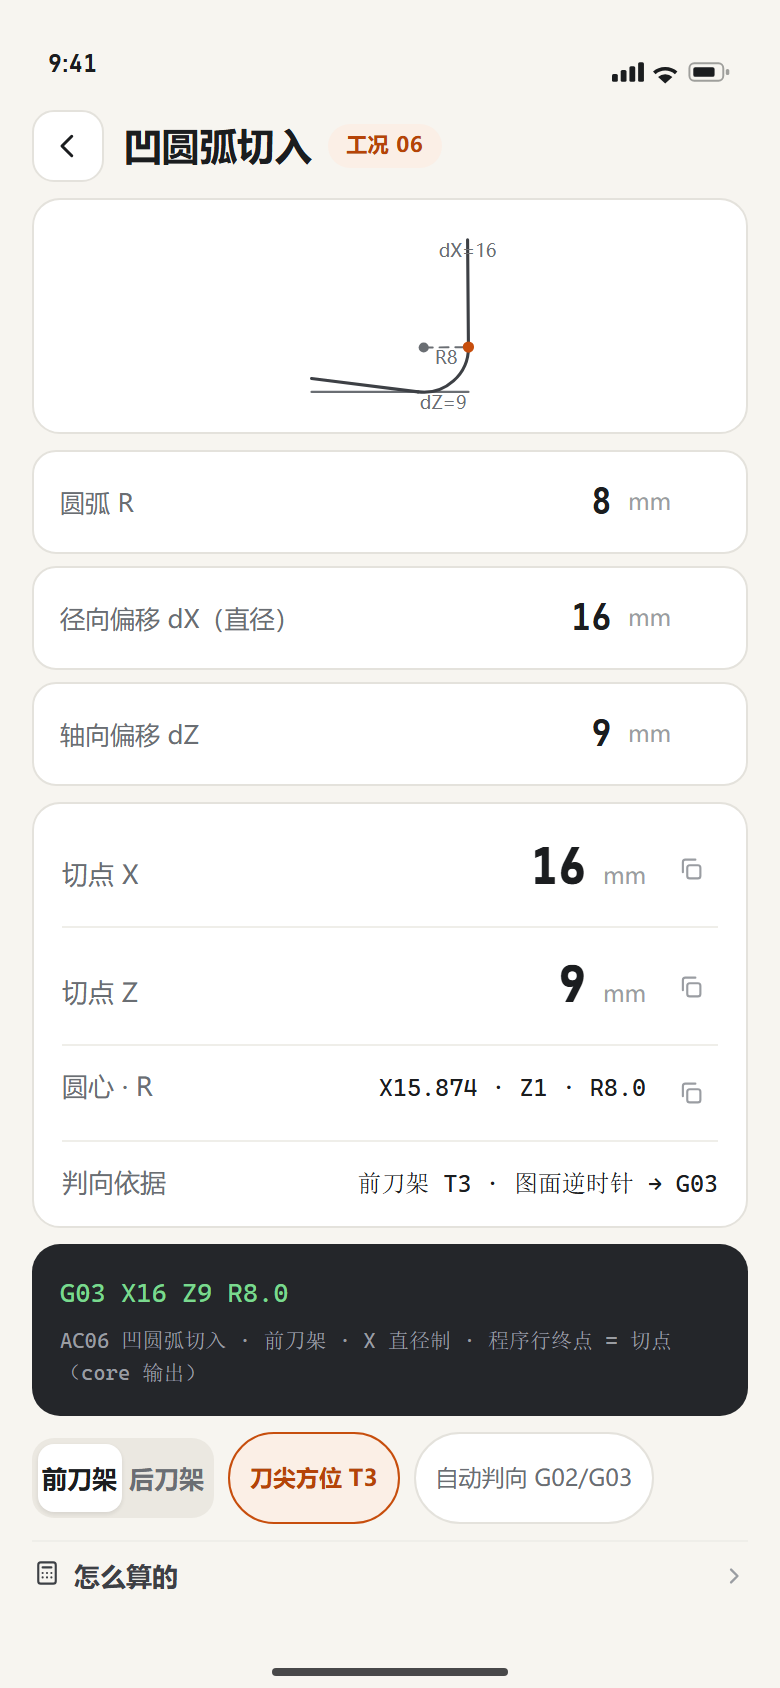 9:41
凹圆弧切入 工况 06
dX=16
R8
dZ=9
圆弧 R 8 mm
径向偏移 dX（直径） 16 mm
轴向偏移 dZ 9 mm
切点 X 16 mm
切点 Z 9 mm
圆心 · R X15.874 · Z1 · R8.0
判向依据 前刀架 T3 · 图面逆时针 → G03
G03 X16 Z9 R8.0
AC06 凹圆弧切入 · 前刀架 · X 直径制 · 程序行终点 = 切点
（core 输出）
前刀架 后刀架 刀尖方位 T3 自动判向 G02/G03
怎么算的